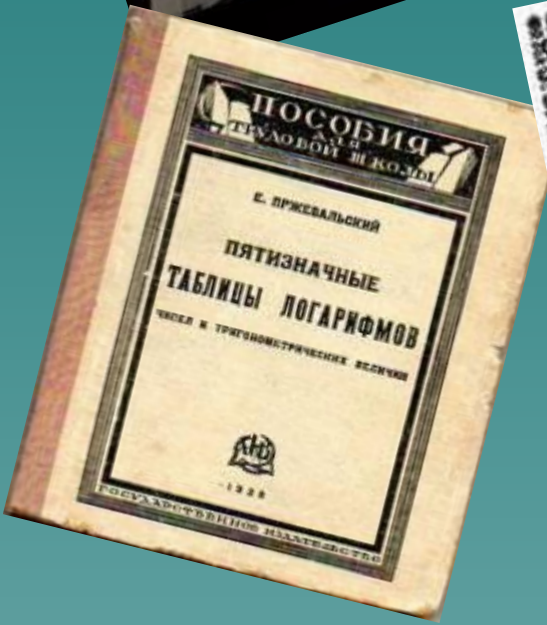 ПОСОБИЯ
ДЛЯ
ТРУДОВОЙ ШКОЛЫ
Е. ПРЖЕВАЛЬСКИЙ
ПЯТИЗНАЧНЫЕ
ТАБЛИЦЫ ЛОГАРИФМОВ
ЧИСЕЛ И ТРИГОНОМЕТРИЧЕСКИХ ВЕЛИЧИН
ГОСУДАРСТВЕННОЕ ИЗДАТЕЛЬСТВО